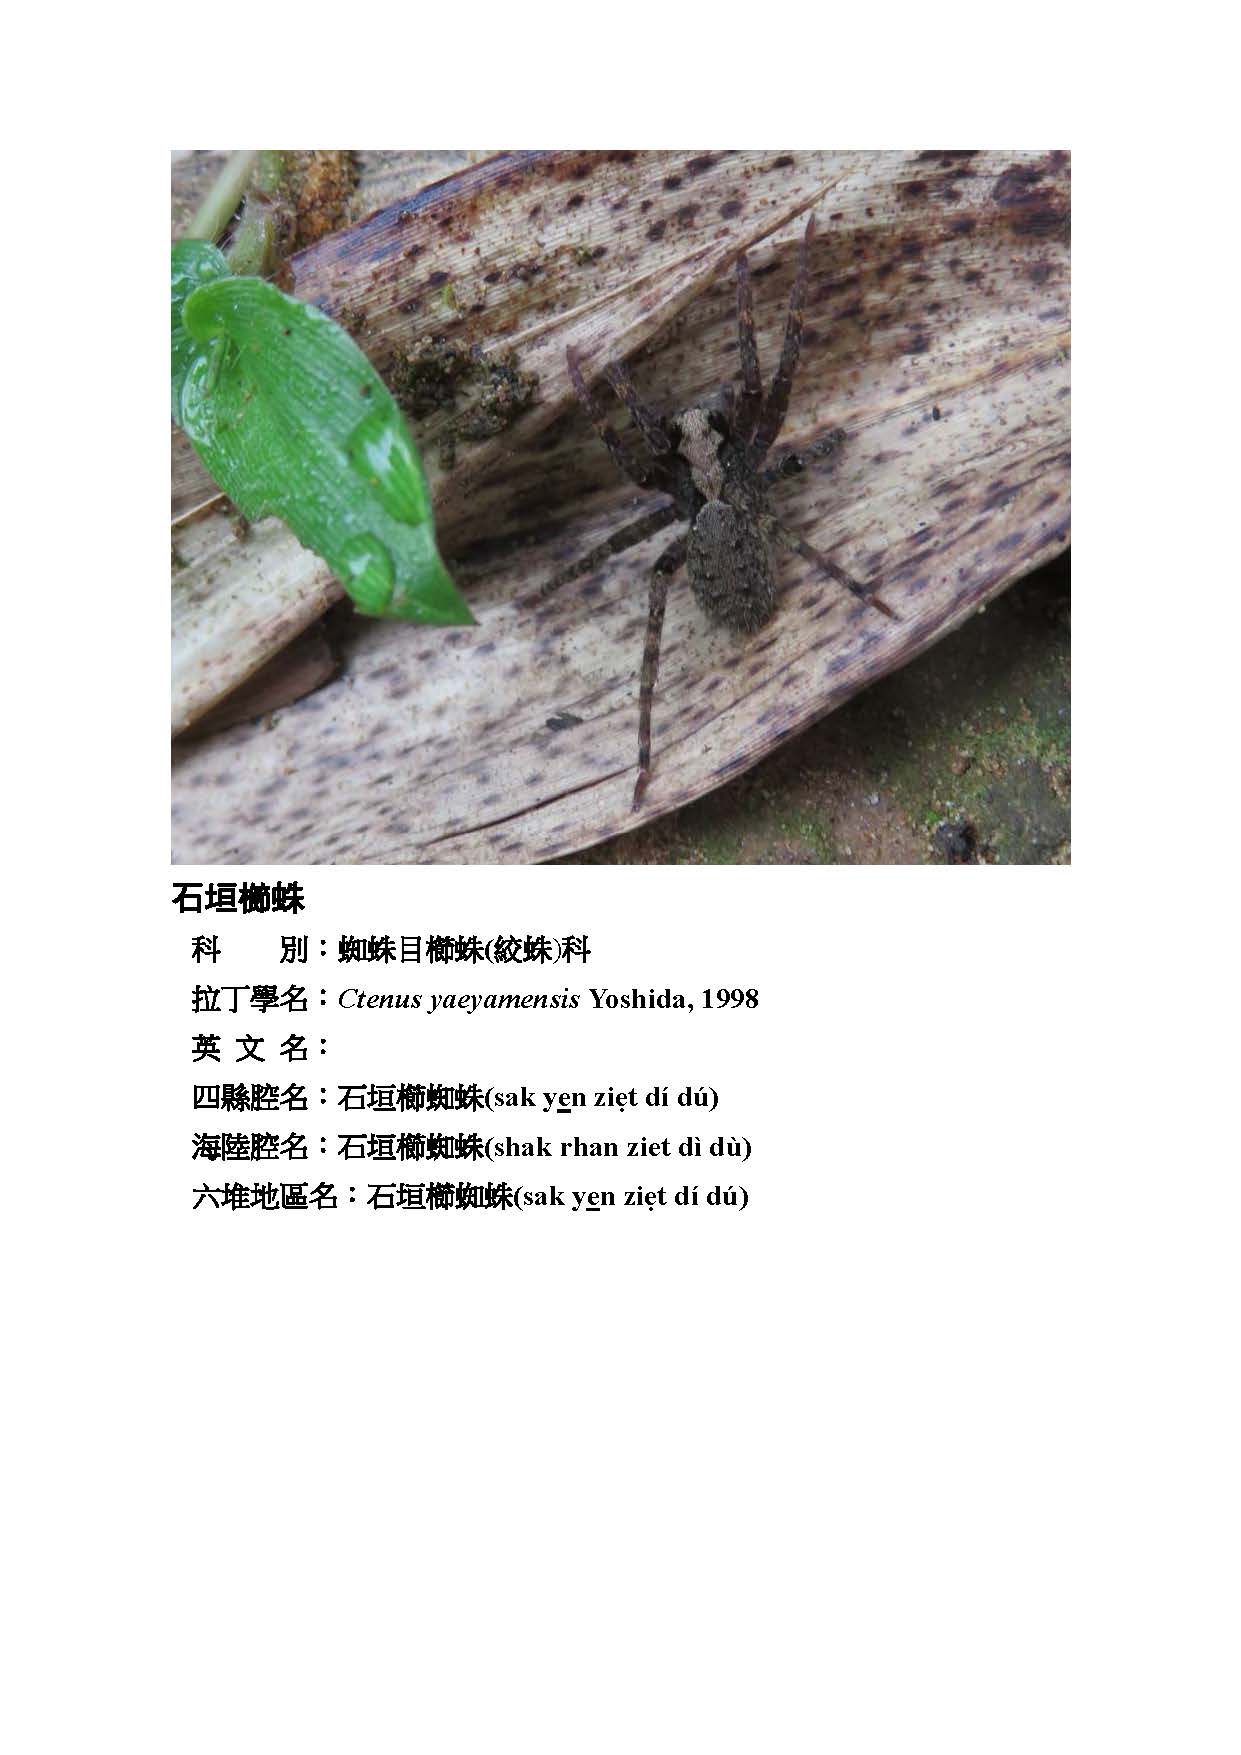 石垣櫛蛛
科　　別：蜘蛛目櫛蛛(絞蛛)科
拉丁學名：Ctenus yaeyamensis Yoshida, 1998
英 文 名：
四縣腔名：石垣櫛蜘蛛(sak yen ziẹt dí dú)
海陸腔名：石垣櫛蜘蛛(shak rhan ziet dì dù)
六堆地區名：石垣櫛蜘蛛(sak yen ziẹt dí dú)